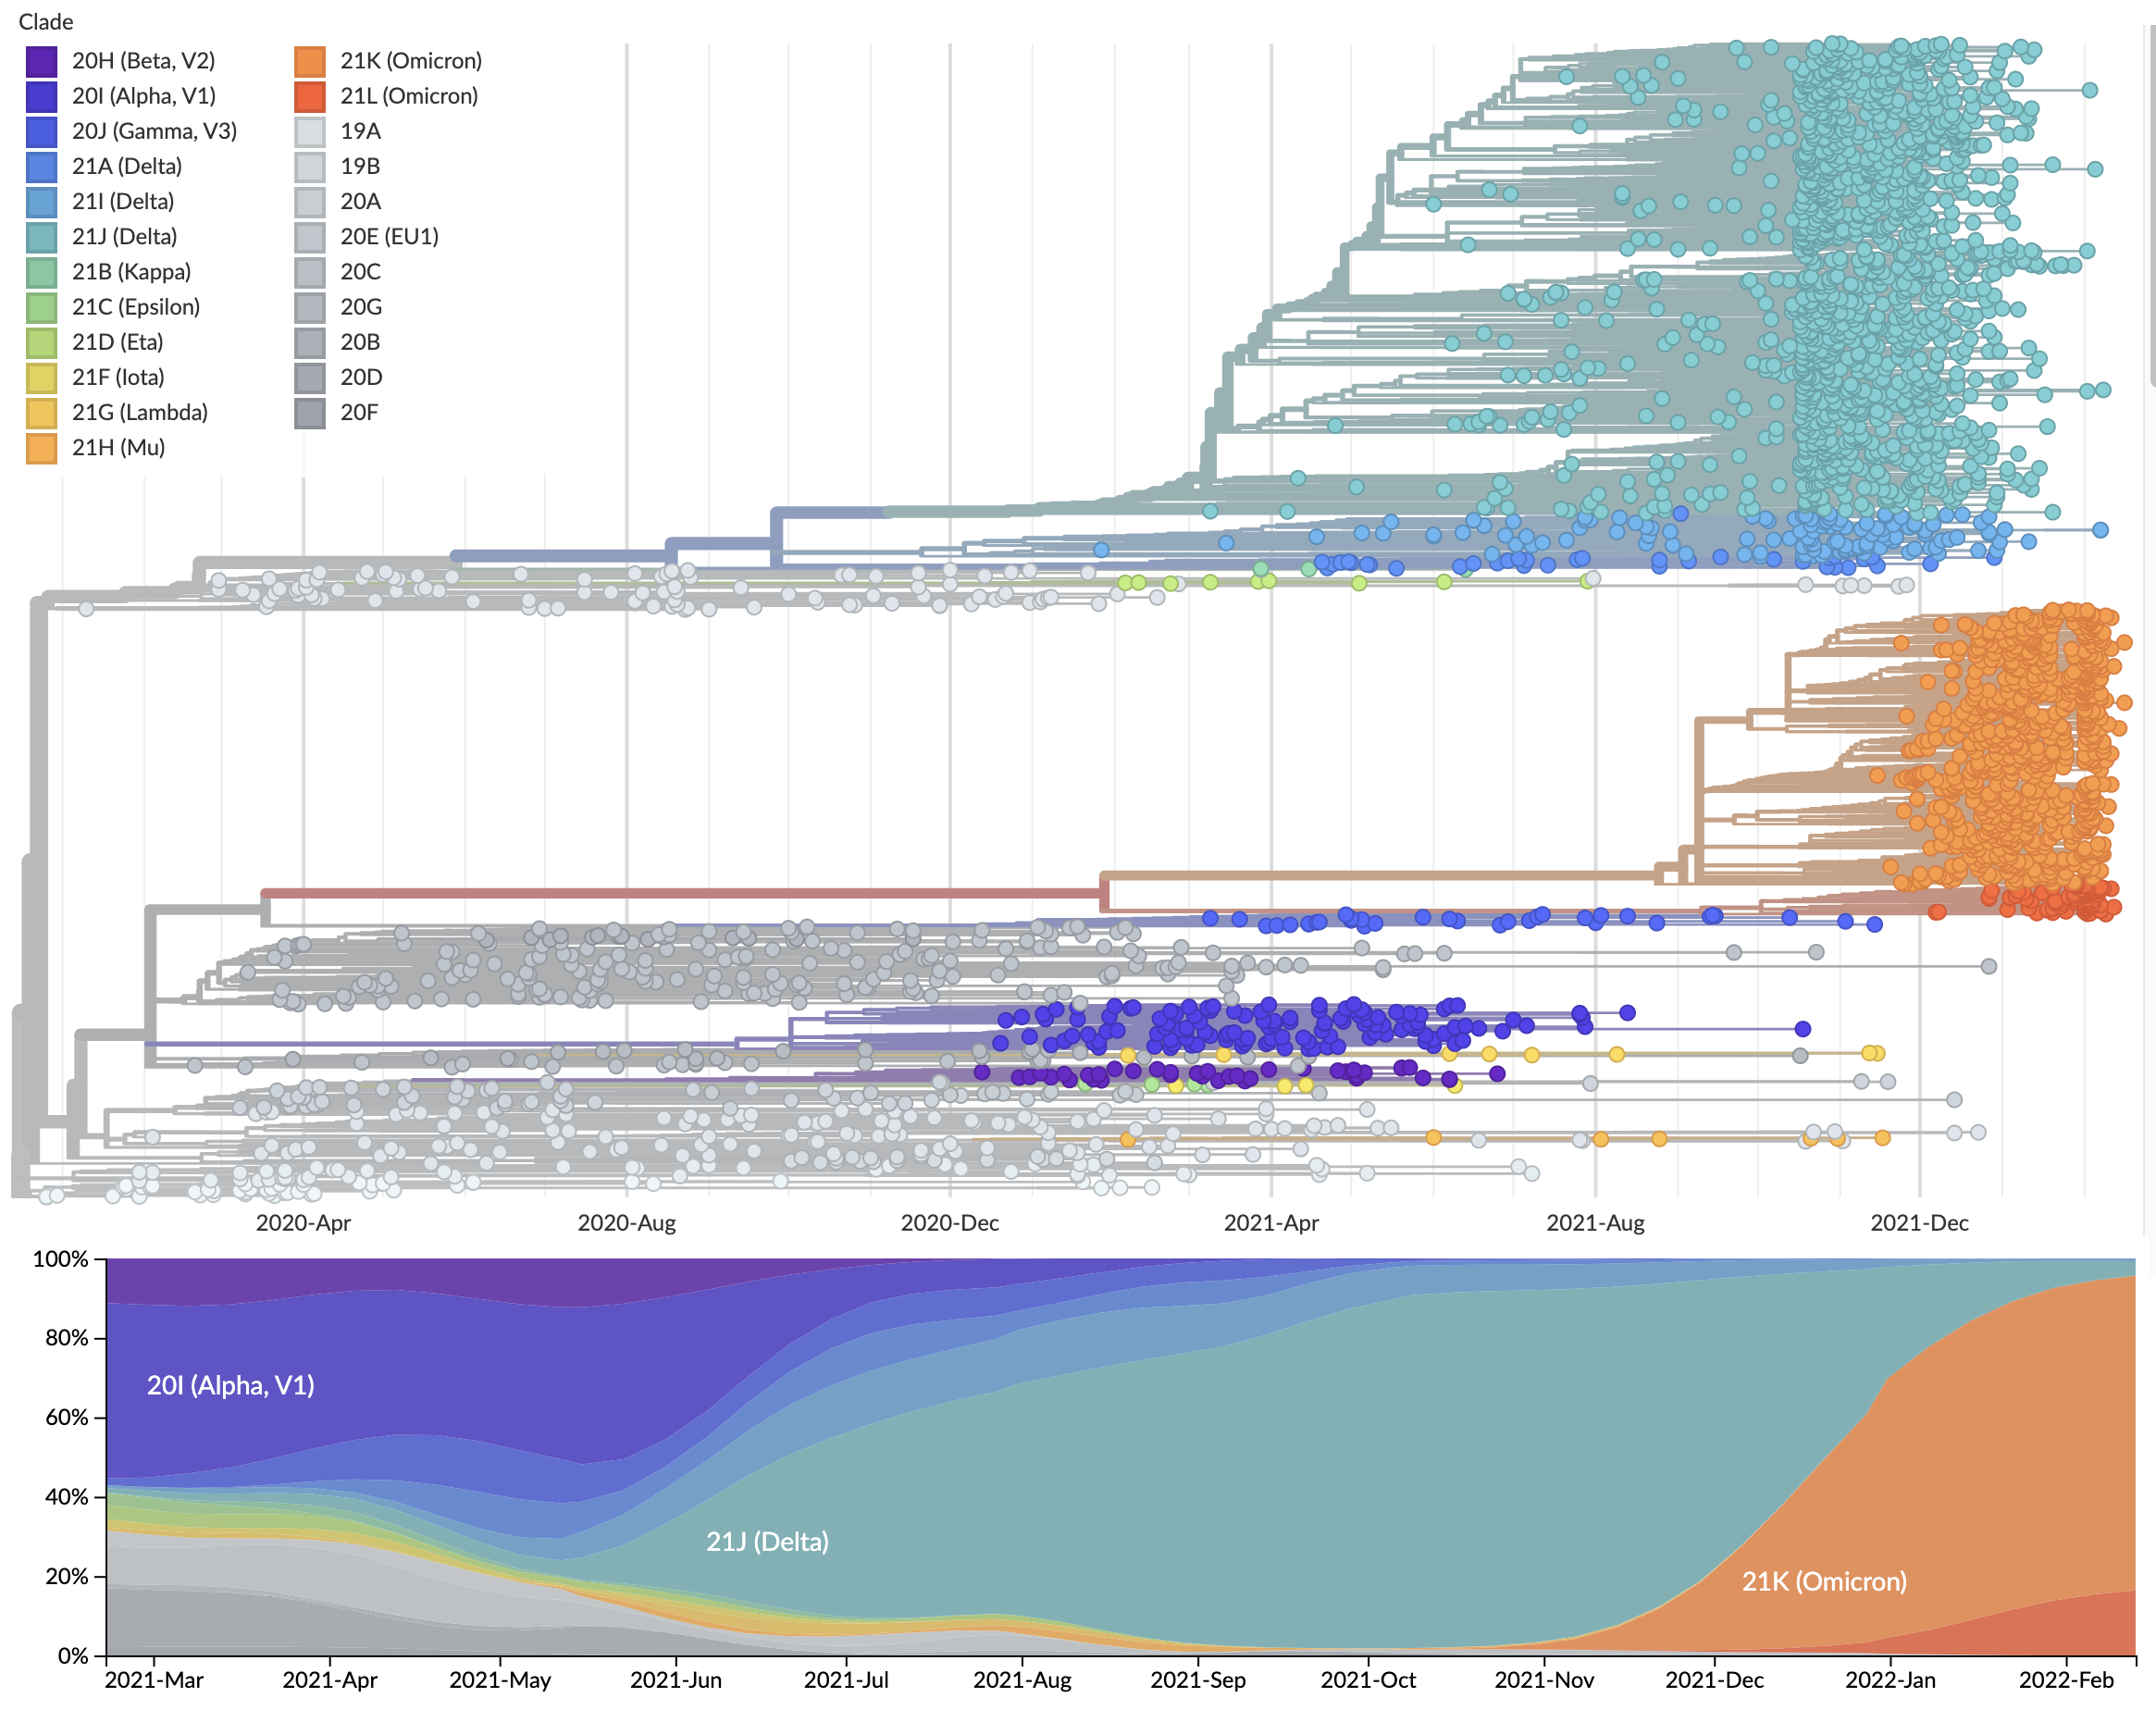 Clade
20H (Beta, V2)
20I (Alpha, V1)
20J (Gamma, V3)
21A (Delta)
21I (Delta)
21J (Delta)
21B (Kappa)
21C (Epsilon)
21D (Eta)
21F (Iota)
21G (Lambda)
21H (Mu)
21K (Omicron)
21L (Omicron)
19A
19B
20A
20E (EU1)
20C
20G
20B
20D
20F
2020-Apr 2020-Aug 2020-Dec 2021-Apr 2021-Aug 2021-Dec
100%
80%
20I (Alpha, V1)
60%
40%
21J (Delta)
20%
21K (Omicron)
0%
2021-Mar 2021-Apr 2021-May 2021-Jun 2021-Jul 2021-Aug 2021-Sep 2021-Oct 2021-Nov 2021-Dec 2022-Jan 2022-Feb